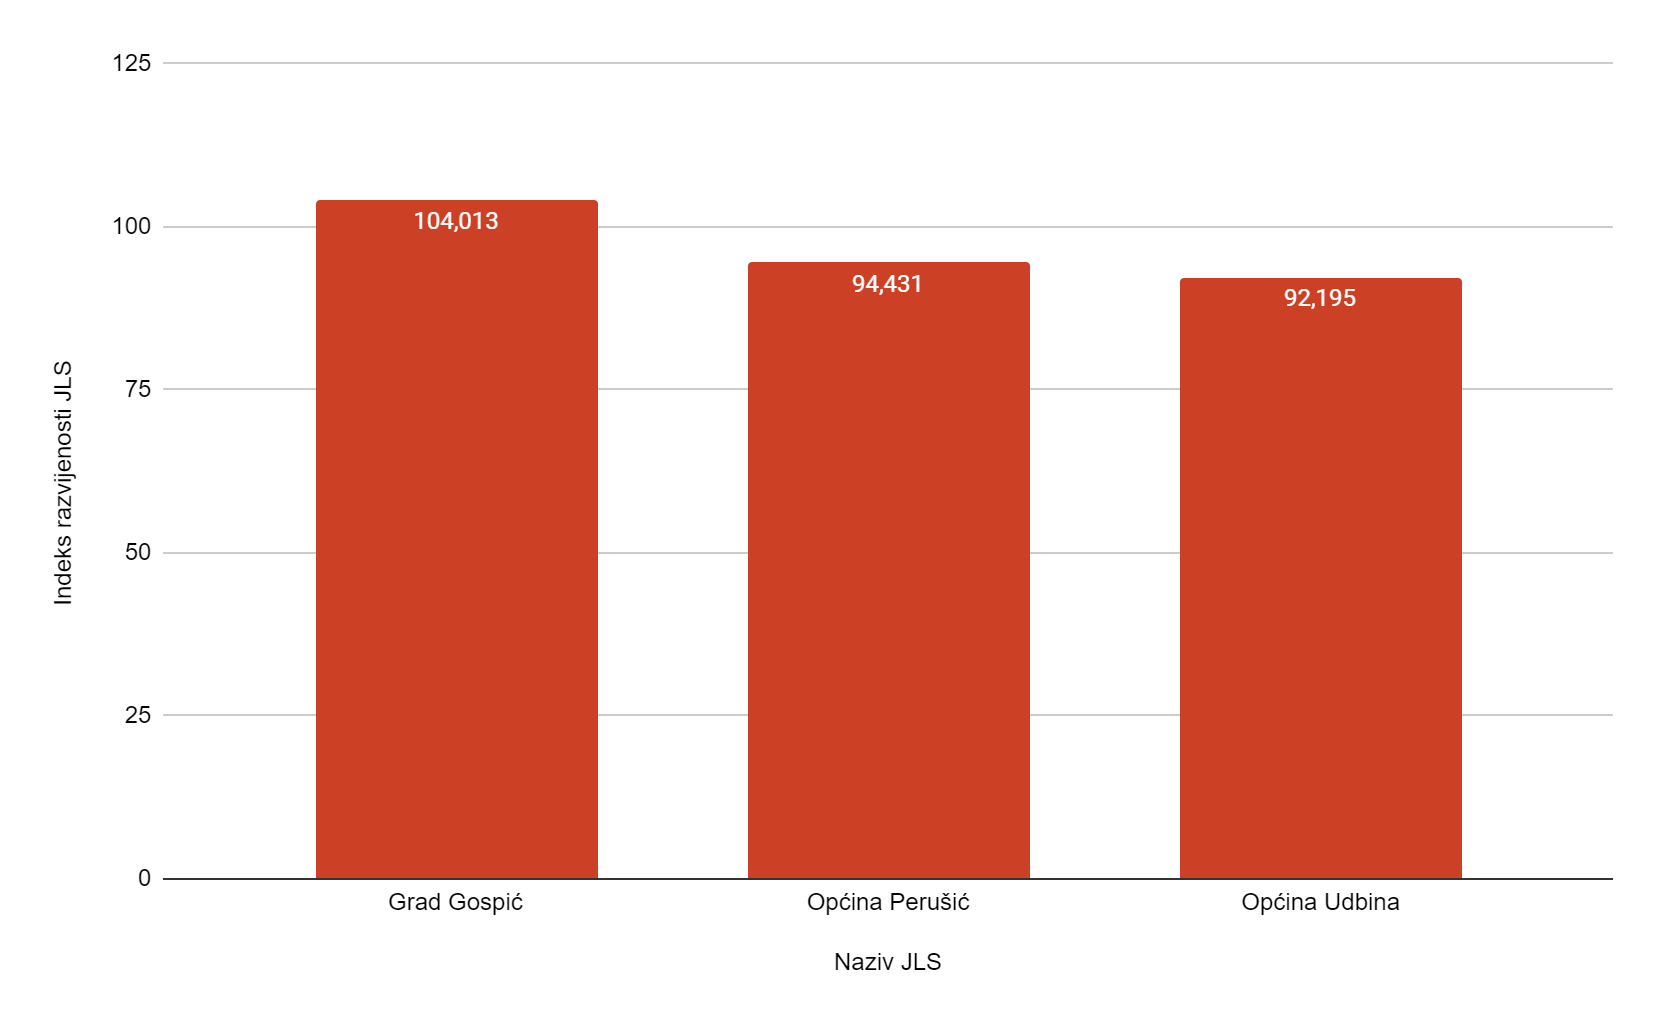 125
100
75
50
25
0
Indeks razvijenosti JLS
104,013
94,431
92,195
Grad Gospić
Općina Perušić
Općina Udbina
Naziv JLS